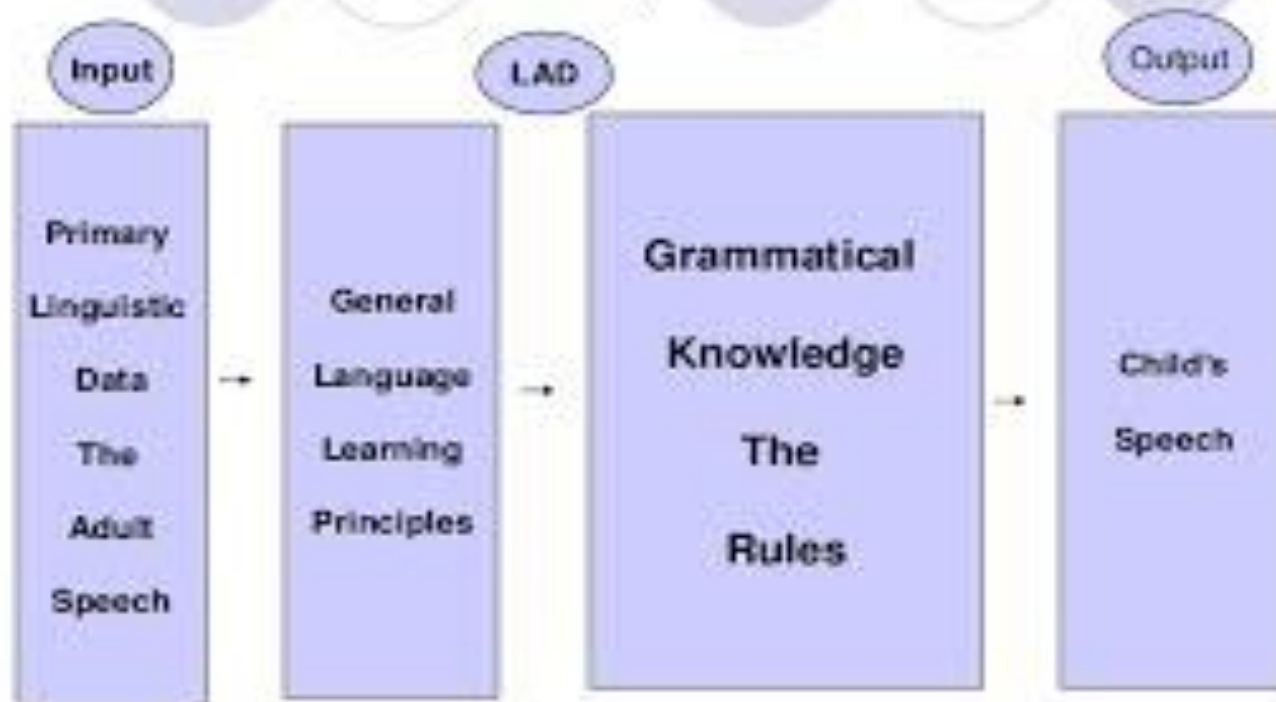 Input
LAD
Output
Primary
Linguistic
Data
The
Adult
Speech
General
Language
Learning
Principles
Grammatical
Knowledge
The
Rules
Child's
Speech